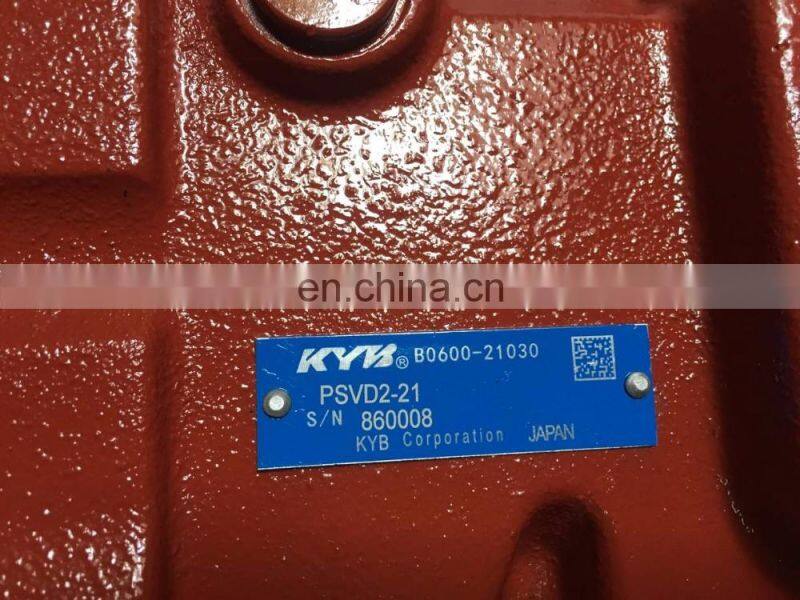 en.china.cn
KYB® B0600-21030
PSVD2-21
S/N 860008
KYB Corporation JAPAN